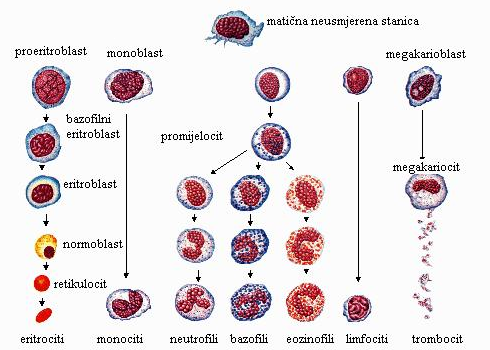 matična neusmjerena stanica
proeritroblast
monoblast
megakarioblast
bazofilni
eritroblast
promijelocit
megakariocit
eritroblast
normoblast
retikulocit
eritrociti
monociti
neutrofili
bazofili
eozinofili
limfociti
trombocit